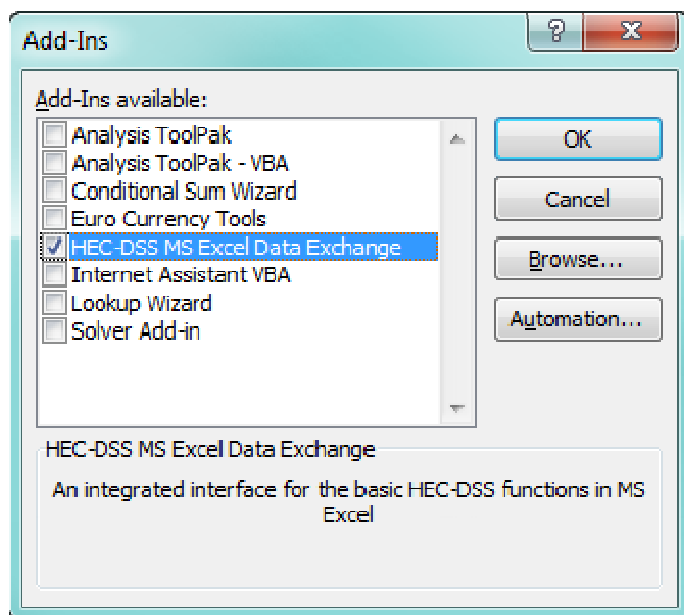 Add-Ins
Add-Ins available:
Analysis ToolPak
Analysis ToolPak - VBA
Conditional Sum Wizard
Euro Currency Tools
HEC-DSS MS Excel Data Exchange
Internet Assistant VBA
Lookup Wizard
Solver Add-in
OK
Cancel
Browse...
Automation...
HEC-DSS MS Excel Data Exchange
An integrated interface for the basic HEC-DSS functions in MS
Excel